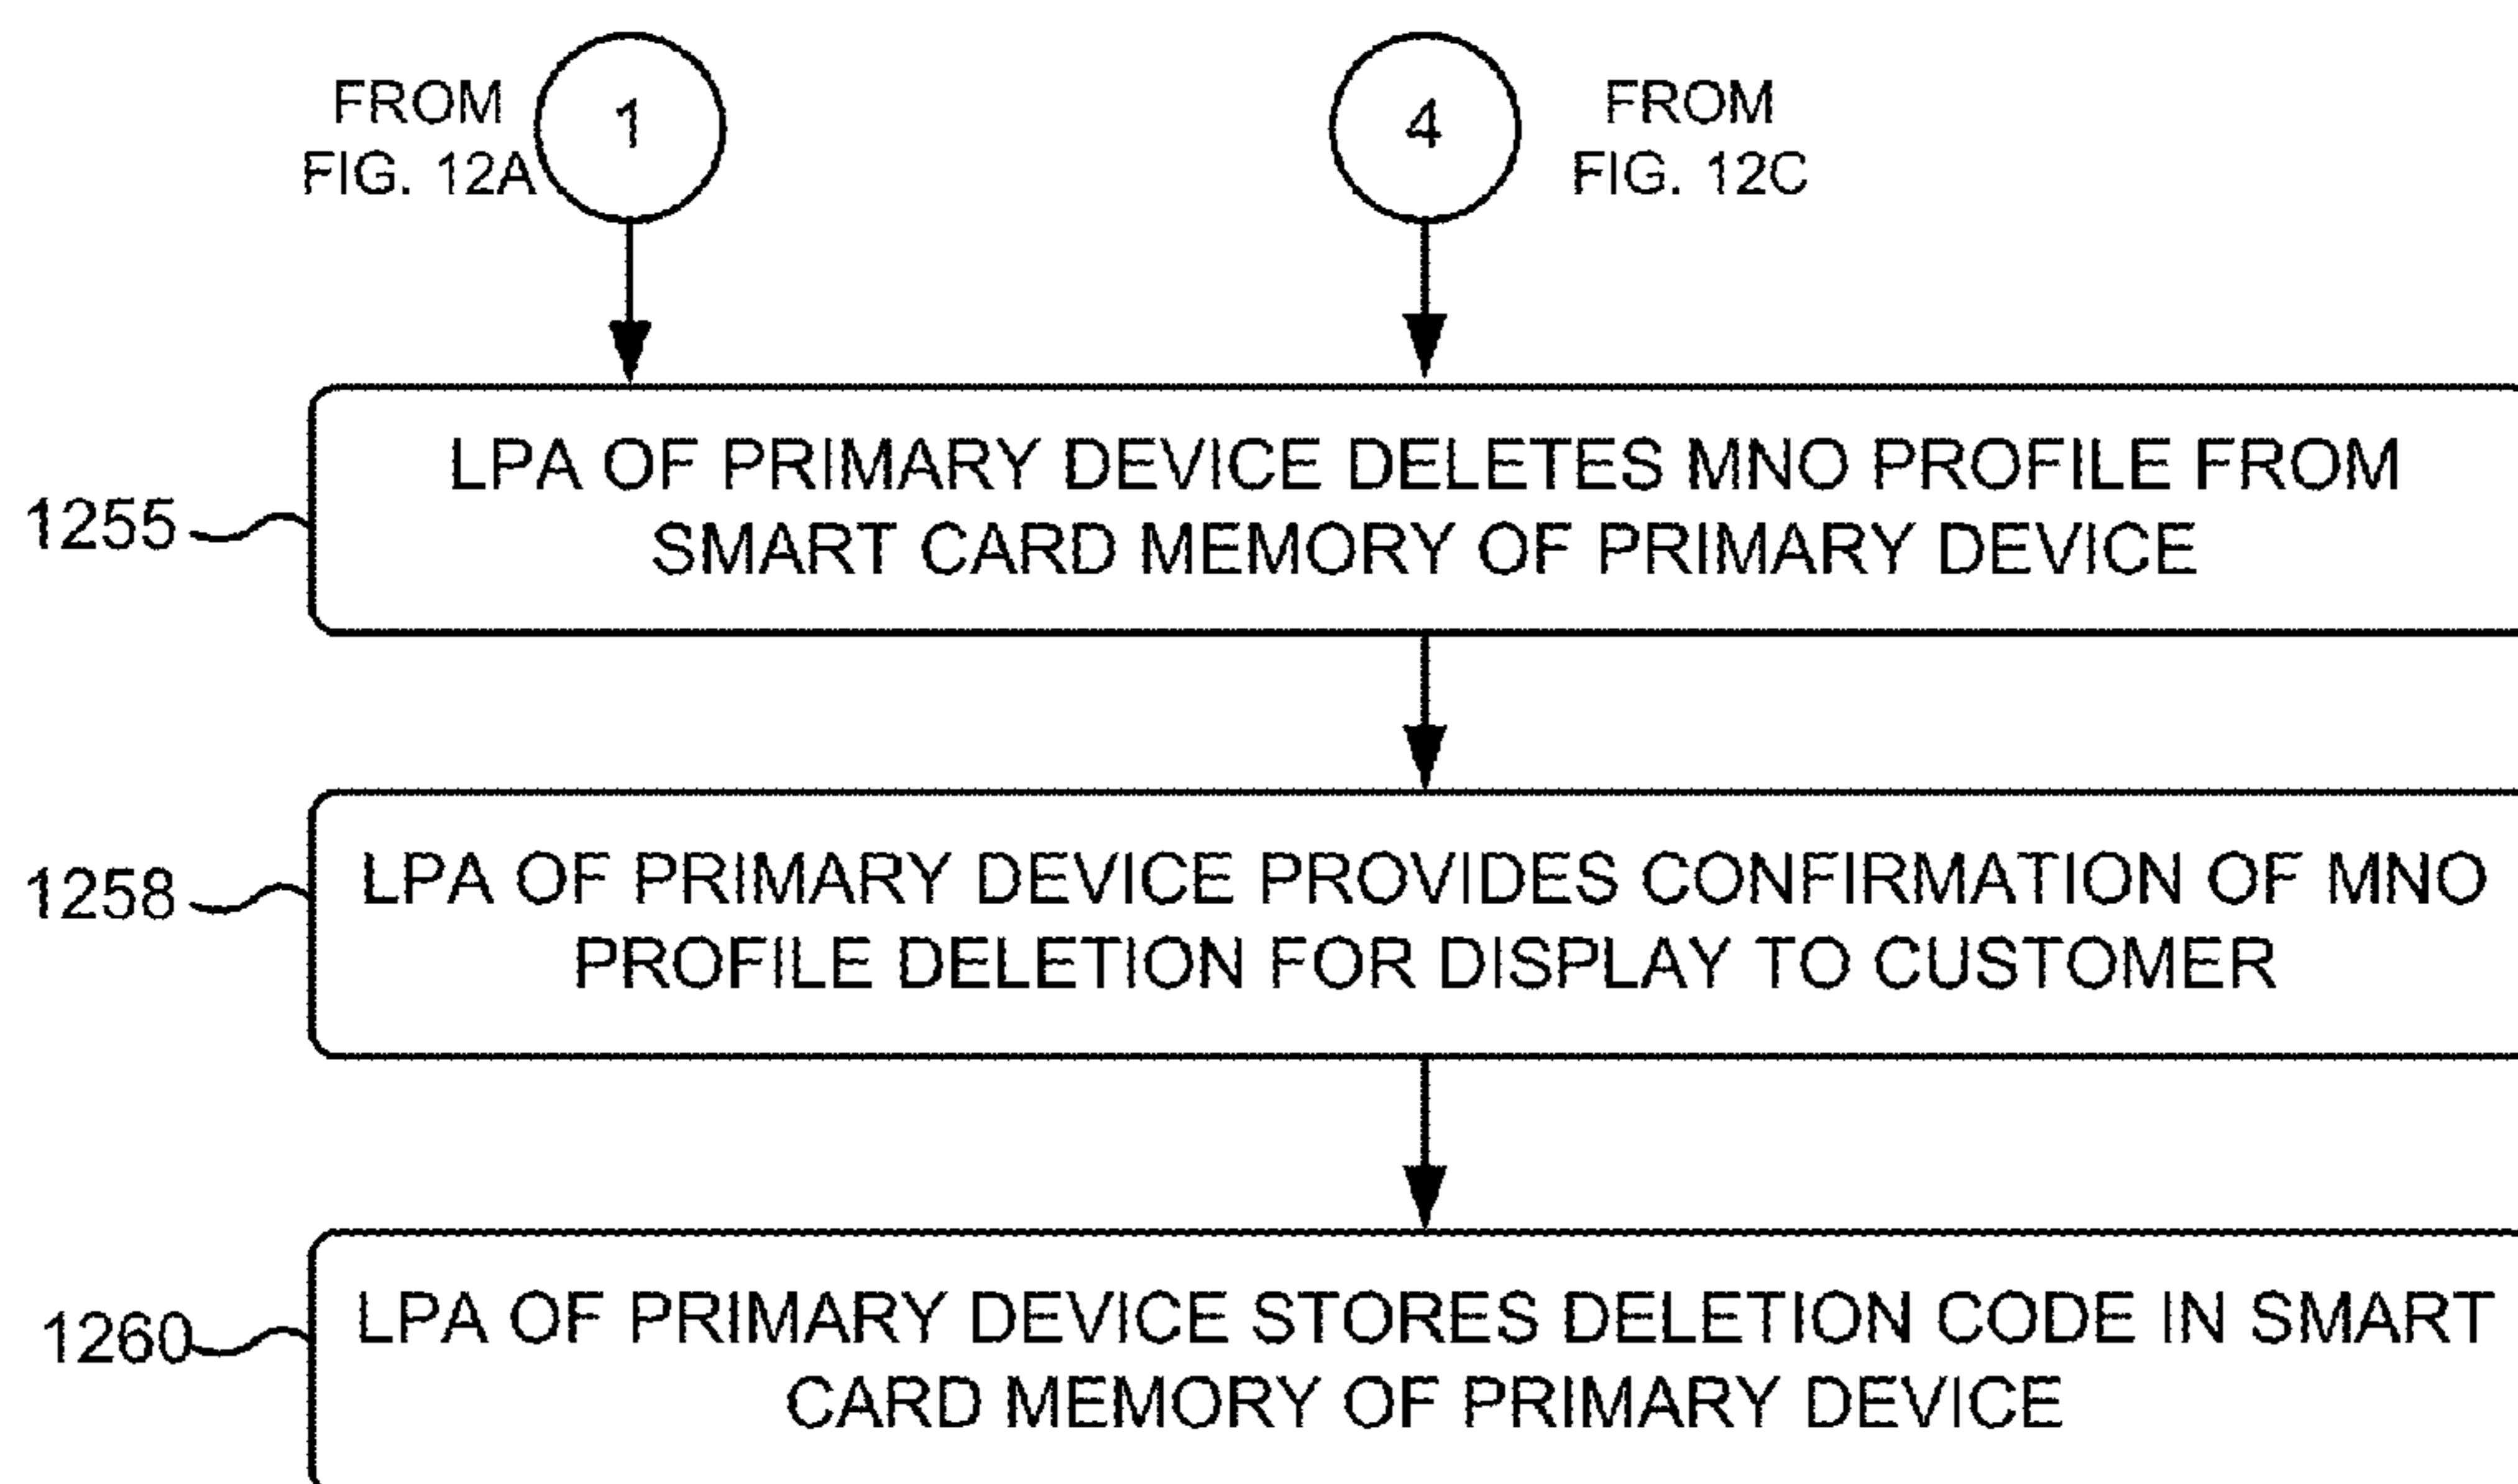 FROM
FIG. 12A
1
4
FROM
FIG. 12C
1255
LPA OF PRIMARY DEVICE DELETES MNO PROFILE FROM
SMART CARD MEMORY OF PRIMARY DEVICE
1258
LPA OF PRIMARY DEVICE PROVIDES CONFIRMATION OF MNO
PROFILE DELETION FOR DISPLAY TO CUSTOMER
1260
LPA OF PRIMARY DEVICE STORES DELETION CODE IN SMART
CARD MEMORY OF PRIMARY DEVICE